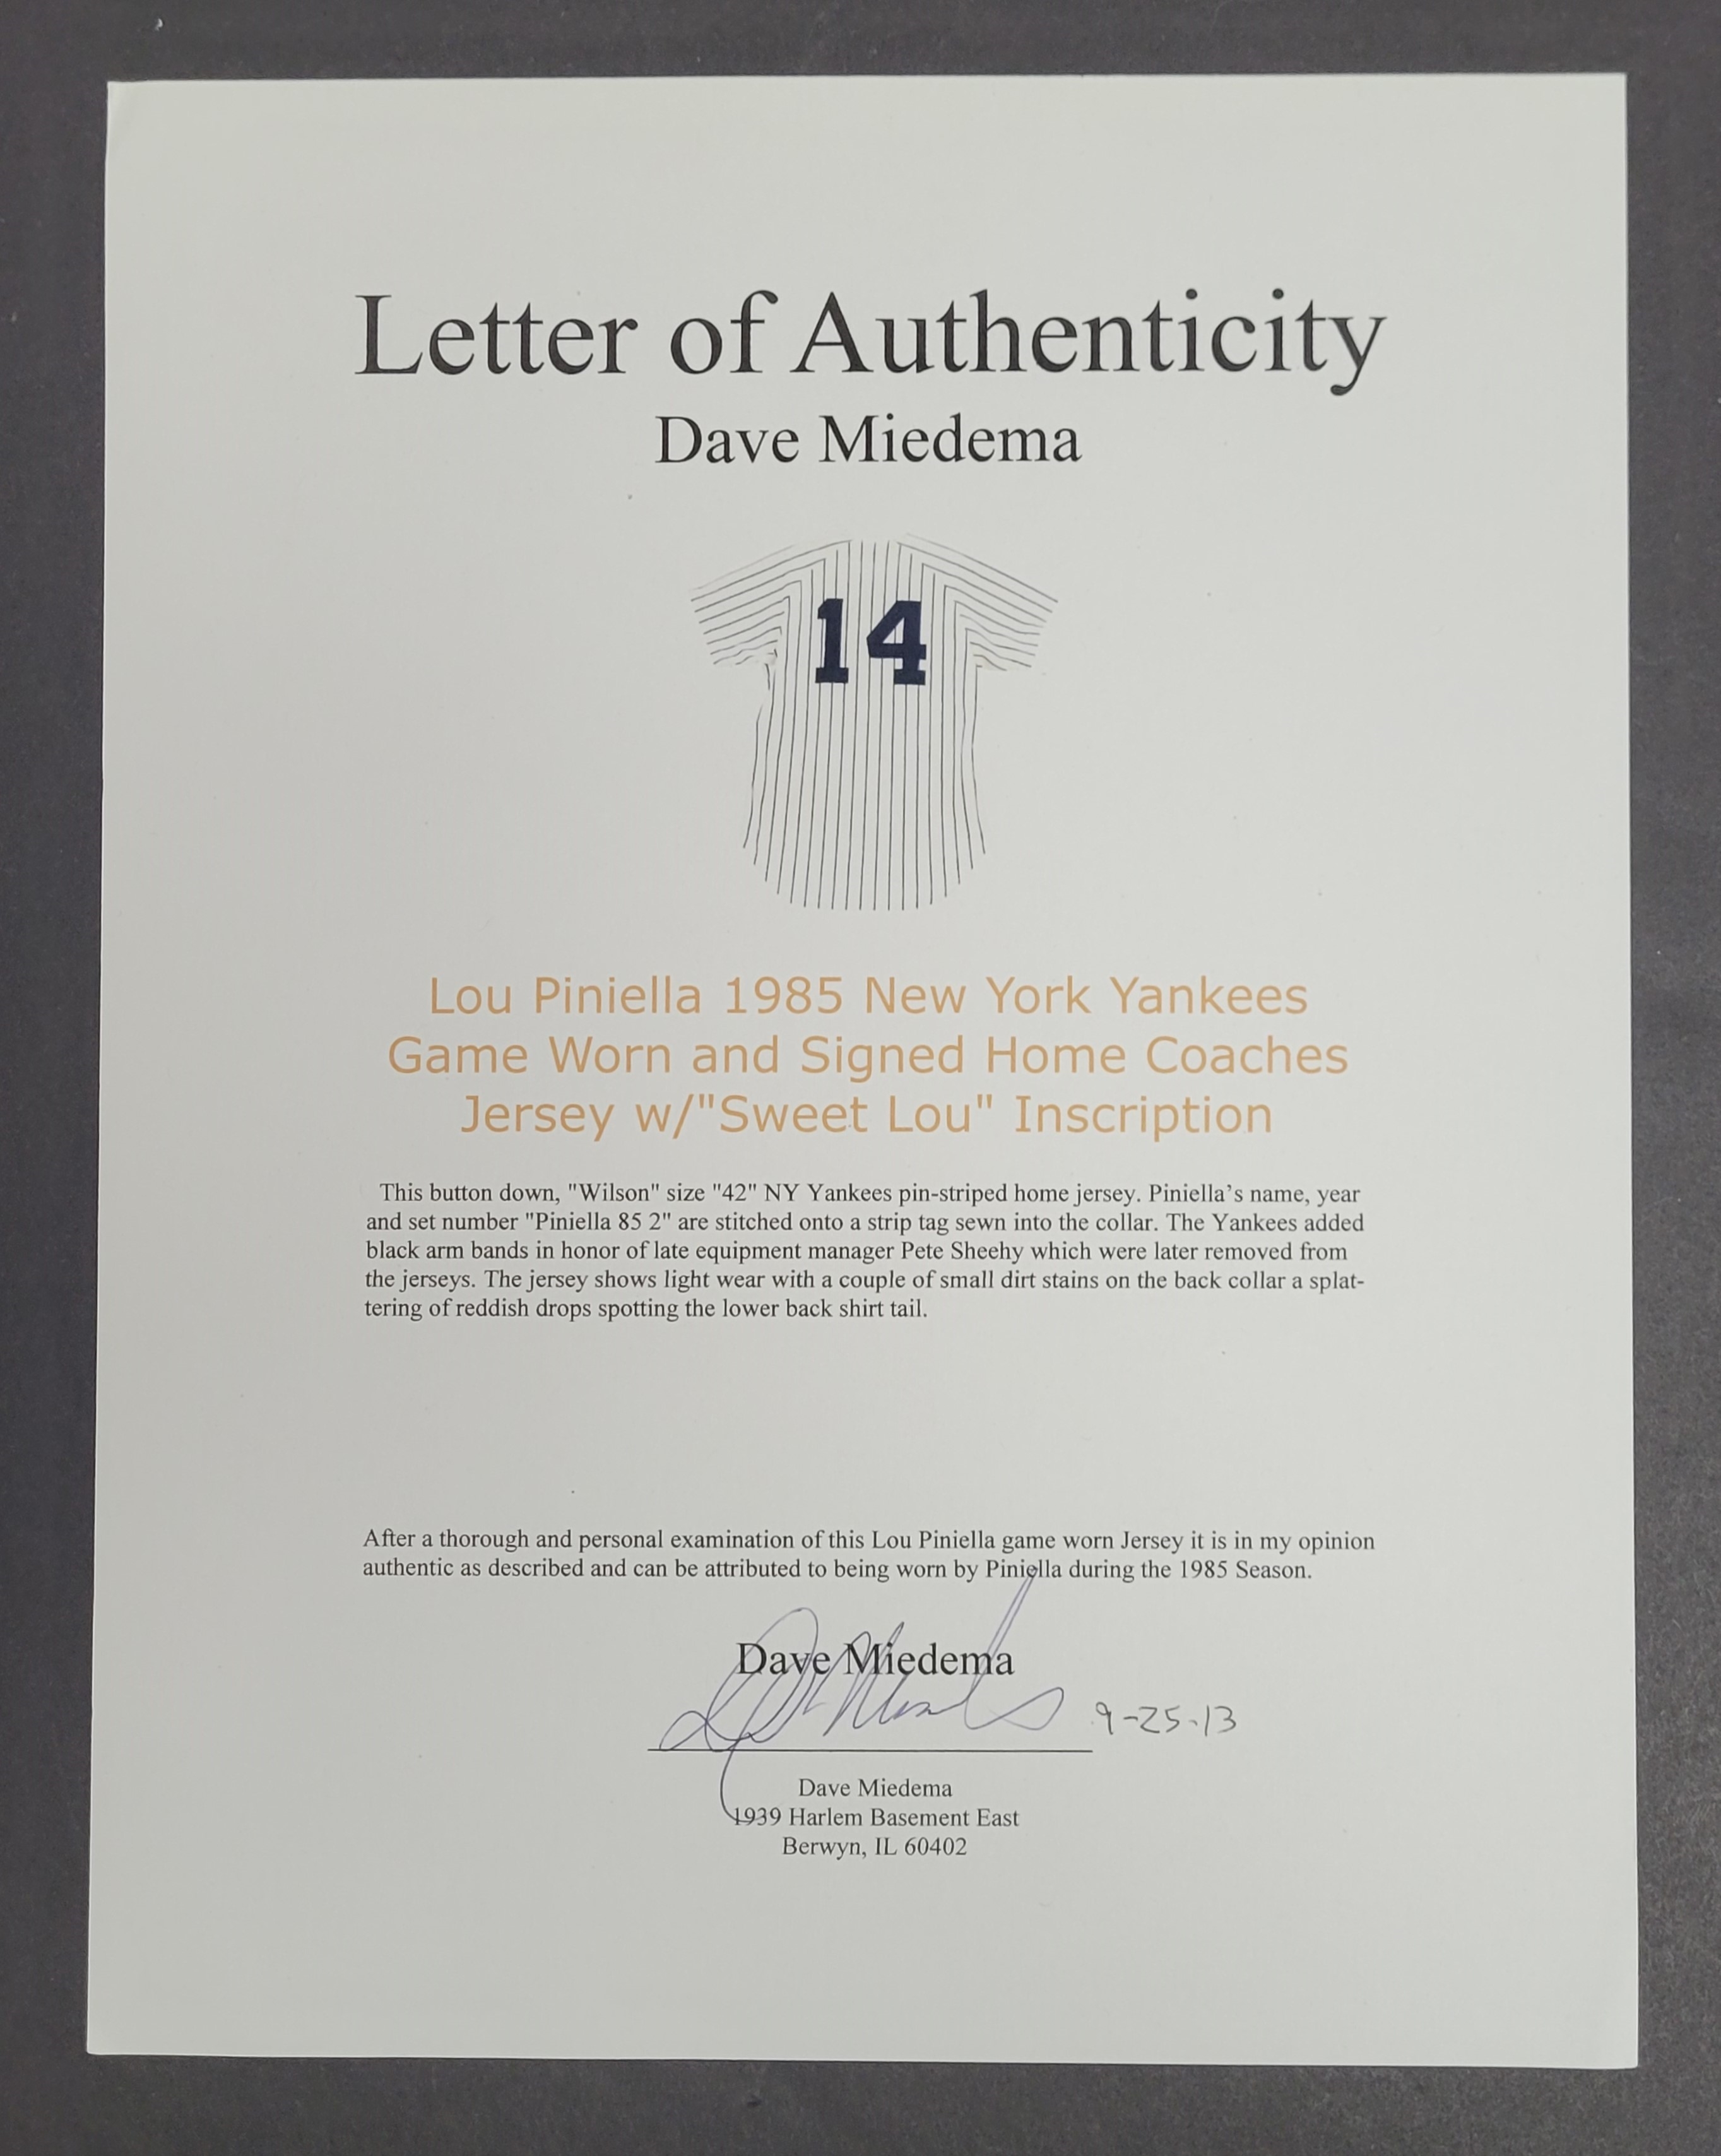 Letter of Authenticity
Dave Miedema
14
Lou Piniella 1985 New York Yankees
Game Worn and Signed Home Coaches
Jersey w/"Sweet Lou" Inscription
This button down, "Wilson" size "42" NY Yankees pin-striped home jersey. Piniella’s name, year
and set number "Piniella 85 2" are stitched onto a strip tag sewn into the collar. The Yankees added
black arm bands in honor of late equipment manager Pete Sheehy which were later removed from
the jerseys. The jersey shows light wear with a couple of small dirt stains on the back collar a splat-
tering of reddish drops spotting the lower back shirt tail.
After a thorough and personal examination of this Lou Piniella game worn Jersey it is in my opinion
authentic as described and can be attributed to being worn by Piniella during the 1985 Season.
Dave Miedema
9-25-13
Dave Miedema
1939 Harlem Basement East
Berwyn, IL 60402